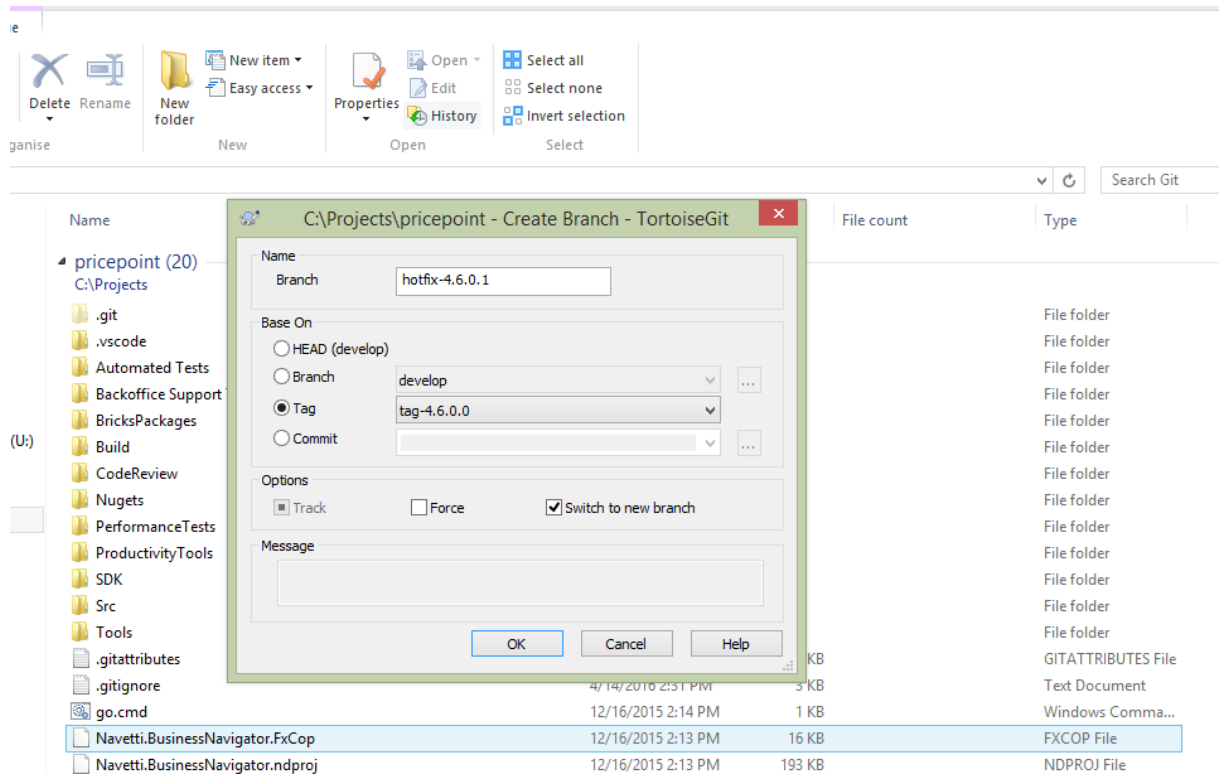 Delete
Rename
New folder
New item
Easy access
Properties
Open
Edit
History
Select all
Select none
Invert selection
ganise
New
Open
Select
Search Git
Name
File count
Type
pricepoint (20)
C:\Projects
.git
File folder
.vscode
File folder
Automated Tests
File folder
Backoffice Support
File folder
BricksPackages
File folder
(U:)
Build
File folder
CodeReview
File folder
Nugets
File folder
PerformanceTests
File folder
ProductivityTools
File folder
SDK
File folder
Src
File folder
Tools
File folder
.gitattributes
KB
GITATTRIBUTES File
.gitignore
4/14/2016 2:31 PM
3 KB
Text Document
go.cmd
12/16/2015 2:14 PM
1 KB
Windows Comma...
Navetti.BusinessNavigator.FxCop
12/16/2015 2:13 PM
16 KB
FXCOP File
Navetti.BusinessNavigator.ndproj
12/16/2015 2:13 PM
193 KB
NDPROJ File
C:\Projects\pricepoint - Create Branch - TortoiseGit
Name
Branch
hotfix-4.6.0.1
Base On
HEAD (develop)
Branch
develop
...
Tag
tag-4.6.0.0
Commit
...
Options
Track
Force
Switch to new branch
Message
OK
Cancel
Help